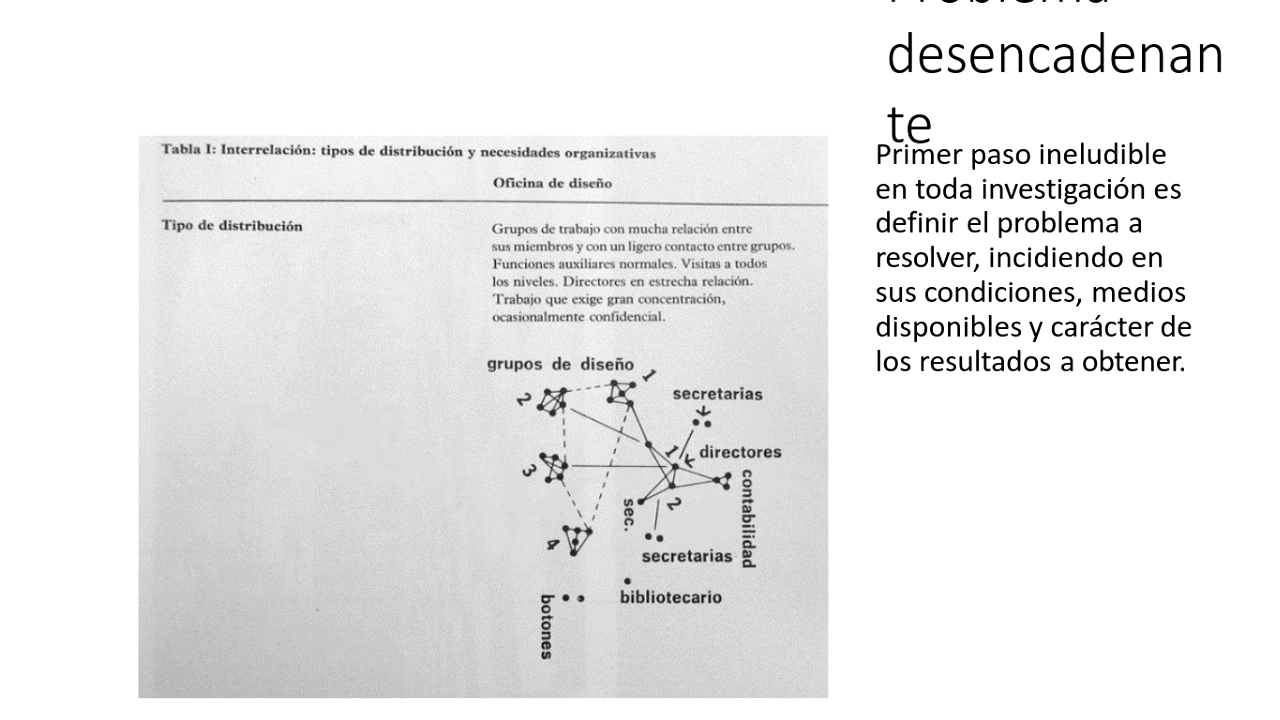 Problema
desencadenan
te
Primer paso ineludible
en toda investigación es
definir el problema a
resolver, incidiendo en
sus condiciones, medios
disponibles y carácter de
los resultados a obtener.
Tabla I: Interrelación: tipos de distribución y necesidades organizativas
Oficina de diseño
Tipo de distribución
Grupos de trabajo con mucha relación entre
sus miembros y con un ligero contacto entre grupos.
Funciones auxiliares normales. Visitas a todos
los niveles. Directores en estrecha relación.
Trabajo que exige gran concentración,
ocasionalmente confidencial.
grupos de diseño
1
2
secretarias
1
directores
3
contabilidad
sec.
2
4
secretarias
bibliotecario
botones